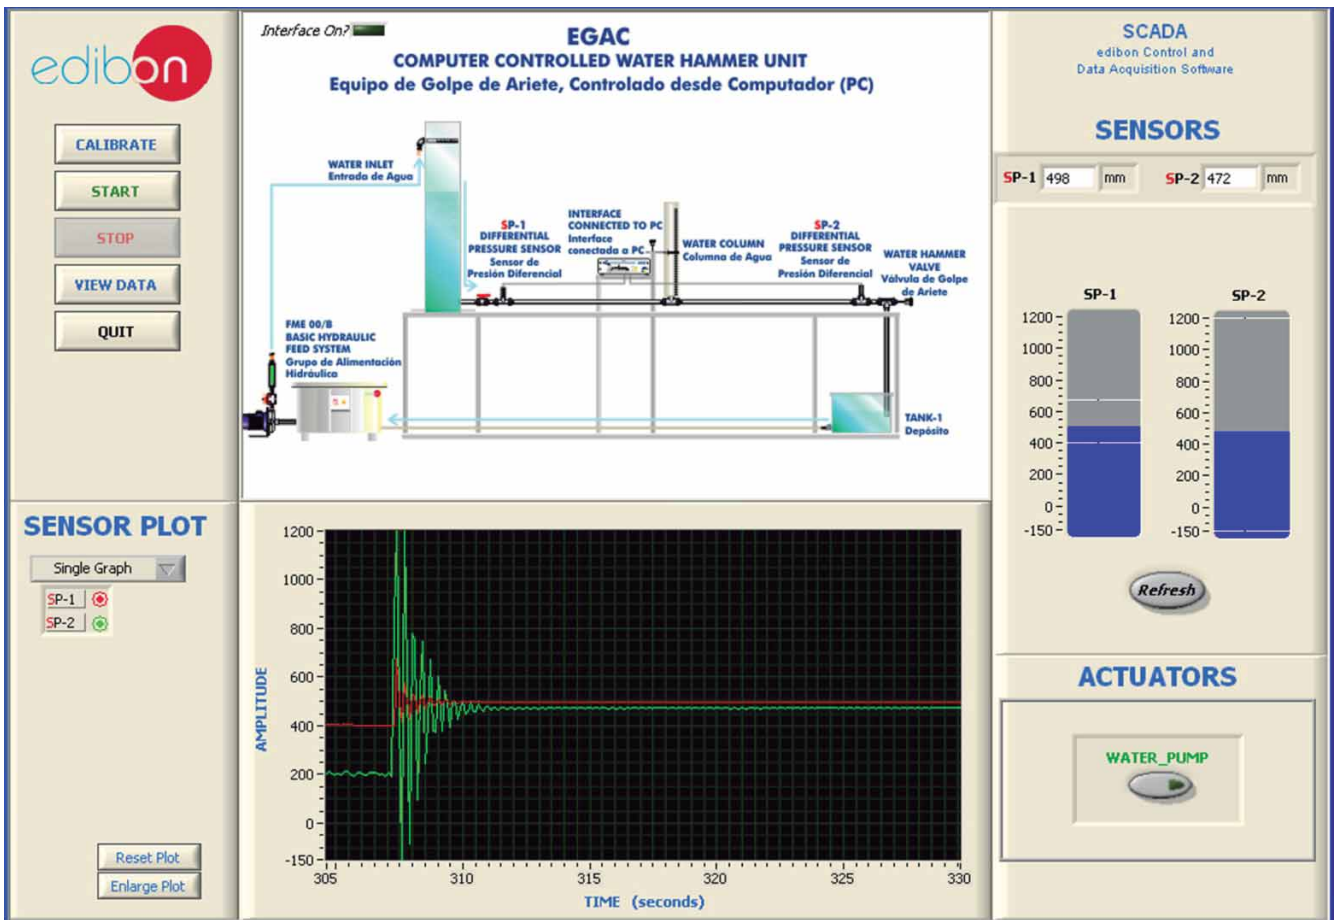 edibon
CALIBRATE
START
STOP
VIEW DATA
QUIT
Interface On?
EGAC
COMPUTER CONTROLLED WATER HAMMER UNIT
Equipo de Golpe de Ariete, Controlado desde Computador (PC)
WATER INLET
Entrada de Agua
SP-1
DIFFERENTIAL
PRESSURE SENSOR
Sensor de
Presión Diferencial
INTERFACE
CONNECTED TO PC
Interface
conectada a PC
WATER COLUMN
Columna de Agua
SP-2
DIFFERENTIAL
PRESSURE SENSOR
Sensor de
Presión Diferencial
WATER HAMMER
VALVE
Válvula de Golpe
de Ariete
FME 00/B
BASIC HYDRAULIC
FEED SYSTEM
Grupo de Alimentación
Hidráulica
TANK-1
Depósito
SCADA
edibon Control and
Data Acquisition Software
SENSORS
SP-1 498 mm SP-2 472 mm
SP-1 SP-2
1200 1200
1000 1000
800 800
600 600
400 400
200 200
0 0
-150 -150
Refresh
SENSOR PLOT
Single Graph
SP-1
SP-2
Reset Plot
Enlarge Plot
AMPLITUDE
1200
1000
800
600
400
200
0
-150
305 310 315 320 325 330
TIME (seconds)
ACTUATORS
WATER_PUMP